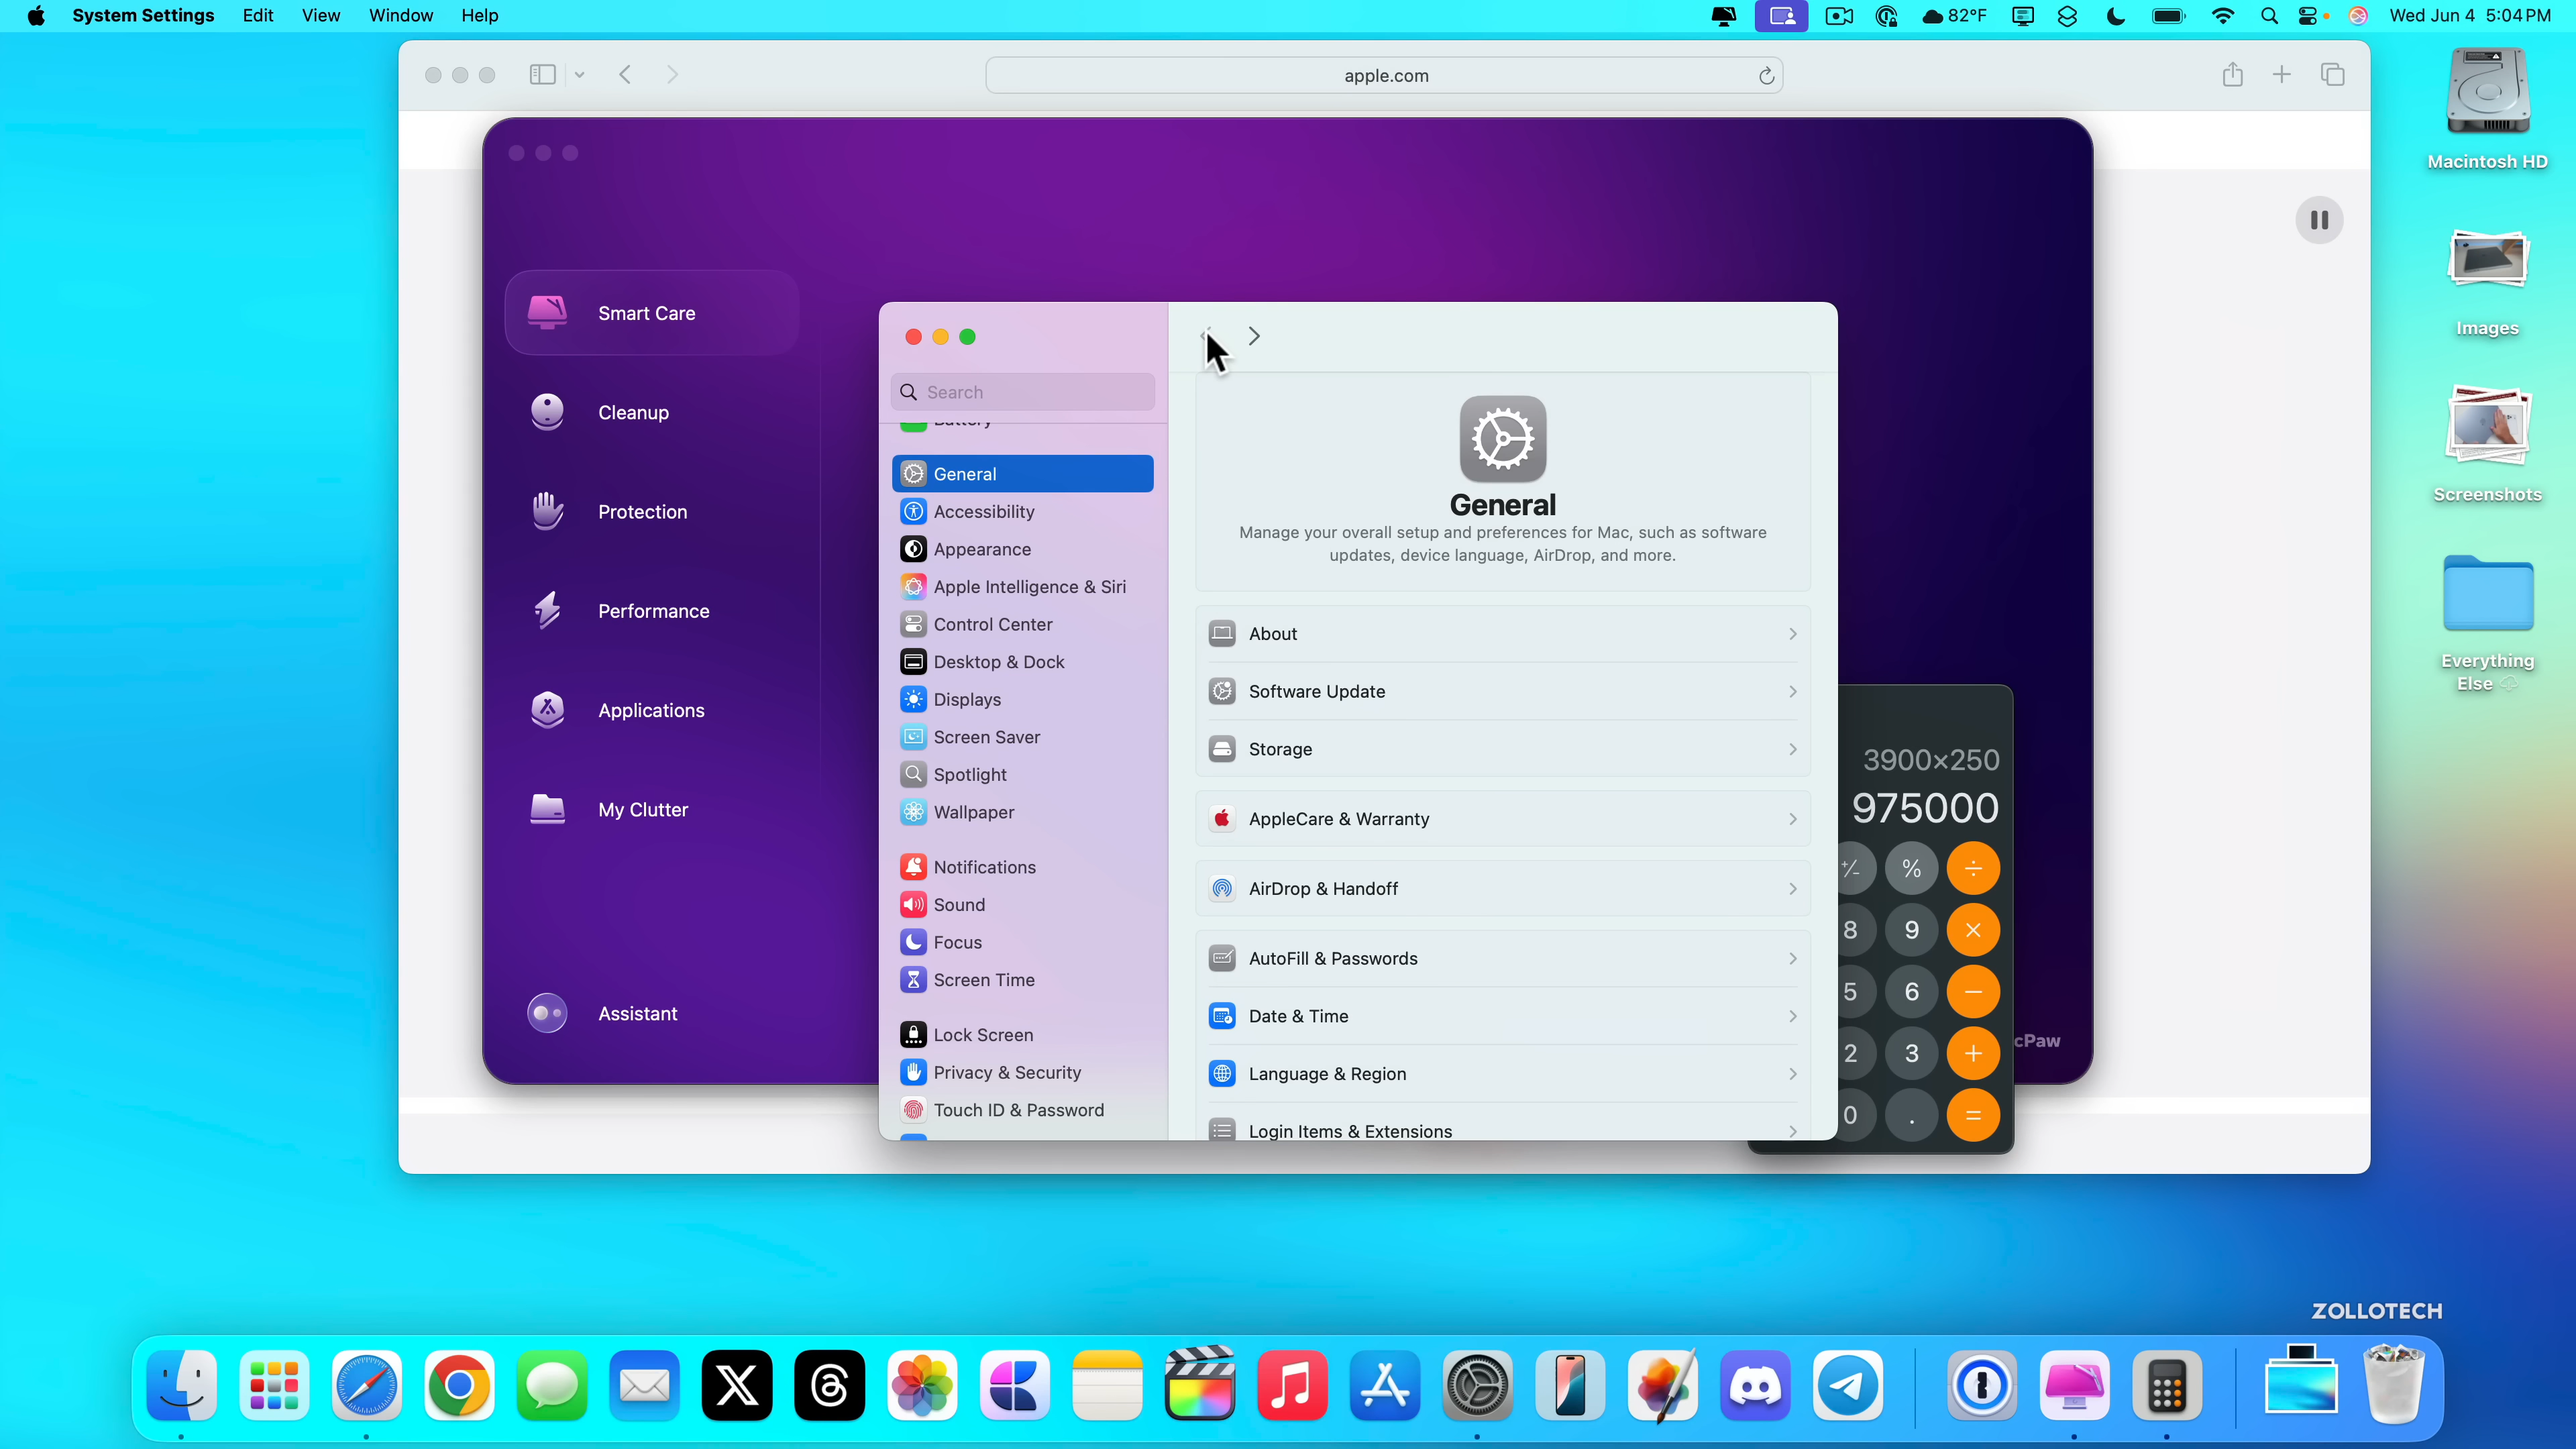 System Settings Edit View Window Help
82°F Wed Jun 4 5:04 PM
apple.com
Smart Care
Cleanup
Protection
Performance
Applications
My Clutter
Assistant
Search
Battery
General
Accessibility
Appearance
Apple Intelligence & Siri
Control Center
Desktop & Dock
Displays
Screen Saver
Spotlight
Wallpaper
Notifications
Sound
Focus
Screen Time
Lock Screen
Privacy & Security
Touch ID & Password
General
Manage your overall setup and preferences for Mac, such as software
updates, device language, AirDrop, and more.
About
Software Update
Storage
AppleCare & Warranty
AirDrop & Handoff
AutoFill & Passwords
Date & Time
Language & Region
Login Items & Extensions
3900×250
975000
+/- % ÷
8 9 ×
5 6 −
2 3 +
0 . =
cPaw
Macintosh HD
Images
Screenshots
Everything
Else
ZOLLOTECH